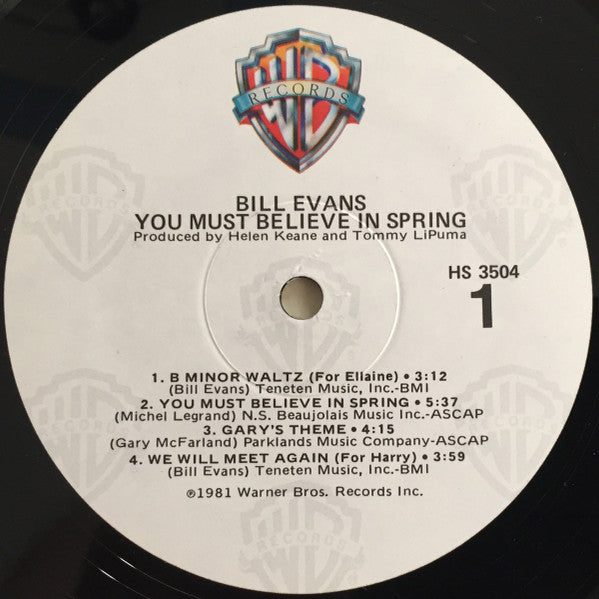 RECORDS
BILL EVANS
YOU MUST BELIEVE IN SPRING
Produced by Helen Keane and Tommy LiPuma
HS 3504
1
1. B MINOR WALTZ (For Ellaine) • 3:12
(Bill Evans) Teneten Music, Inc.-BMI
2. YOU MUST BELIEVE IN SPRING • 5:37
(Michel Legrand) N.S. Beaujolais Music Inc.-ASCAP
3. GARY'S THEME • 4:15
(Gary McFarland) Parklands Music Company-ASCAP
4. WE WILL MEET AGAIN (For Harry) • 3:59
(Bill Evans) Teneten Music, Inc.-BMI
℗1981 Warner Bros. Records Inc.
RECORDS
RECORDS
RECORDS
RECORDS